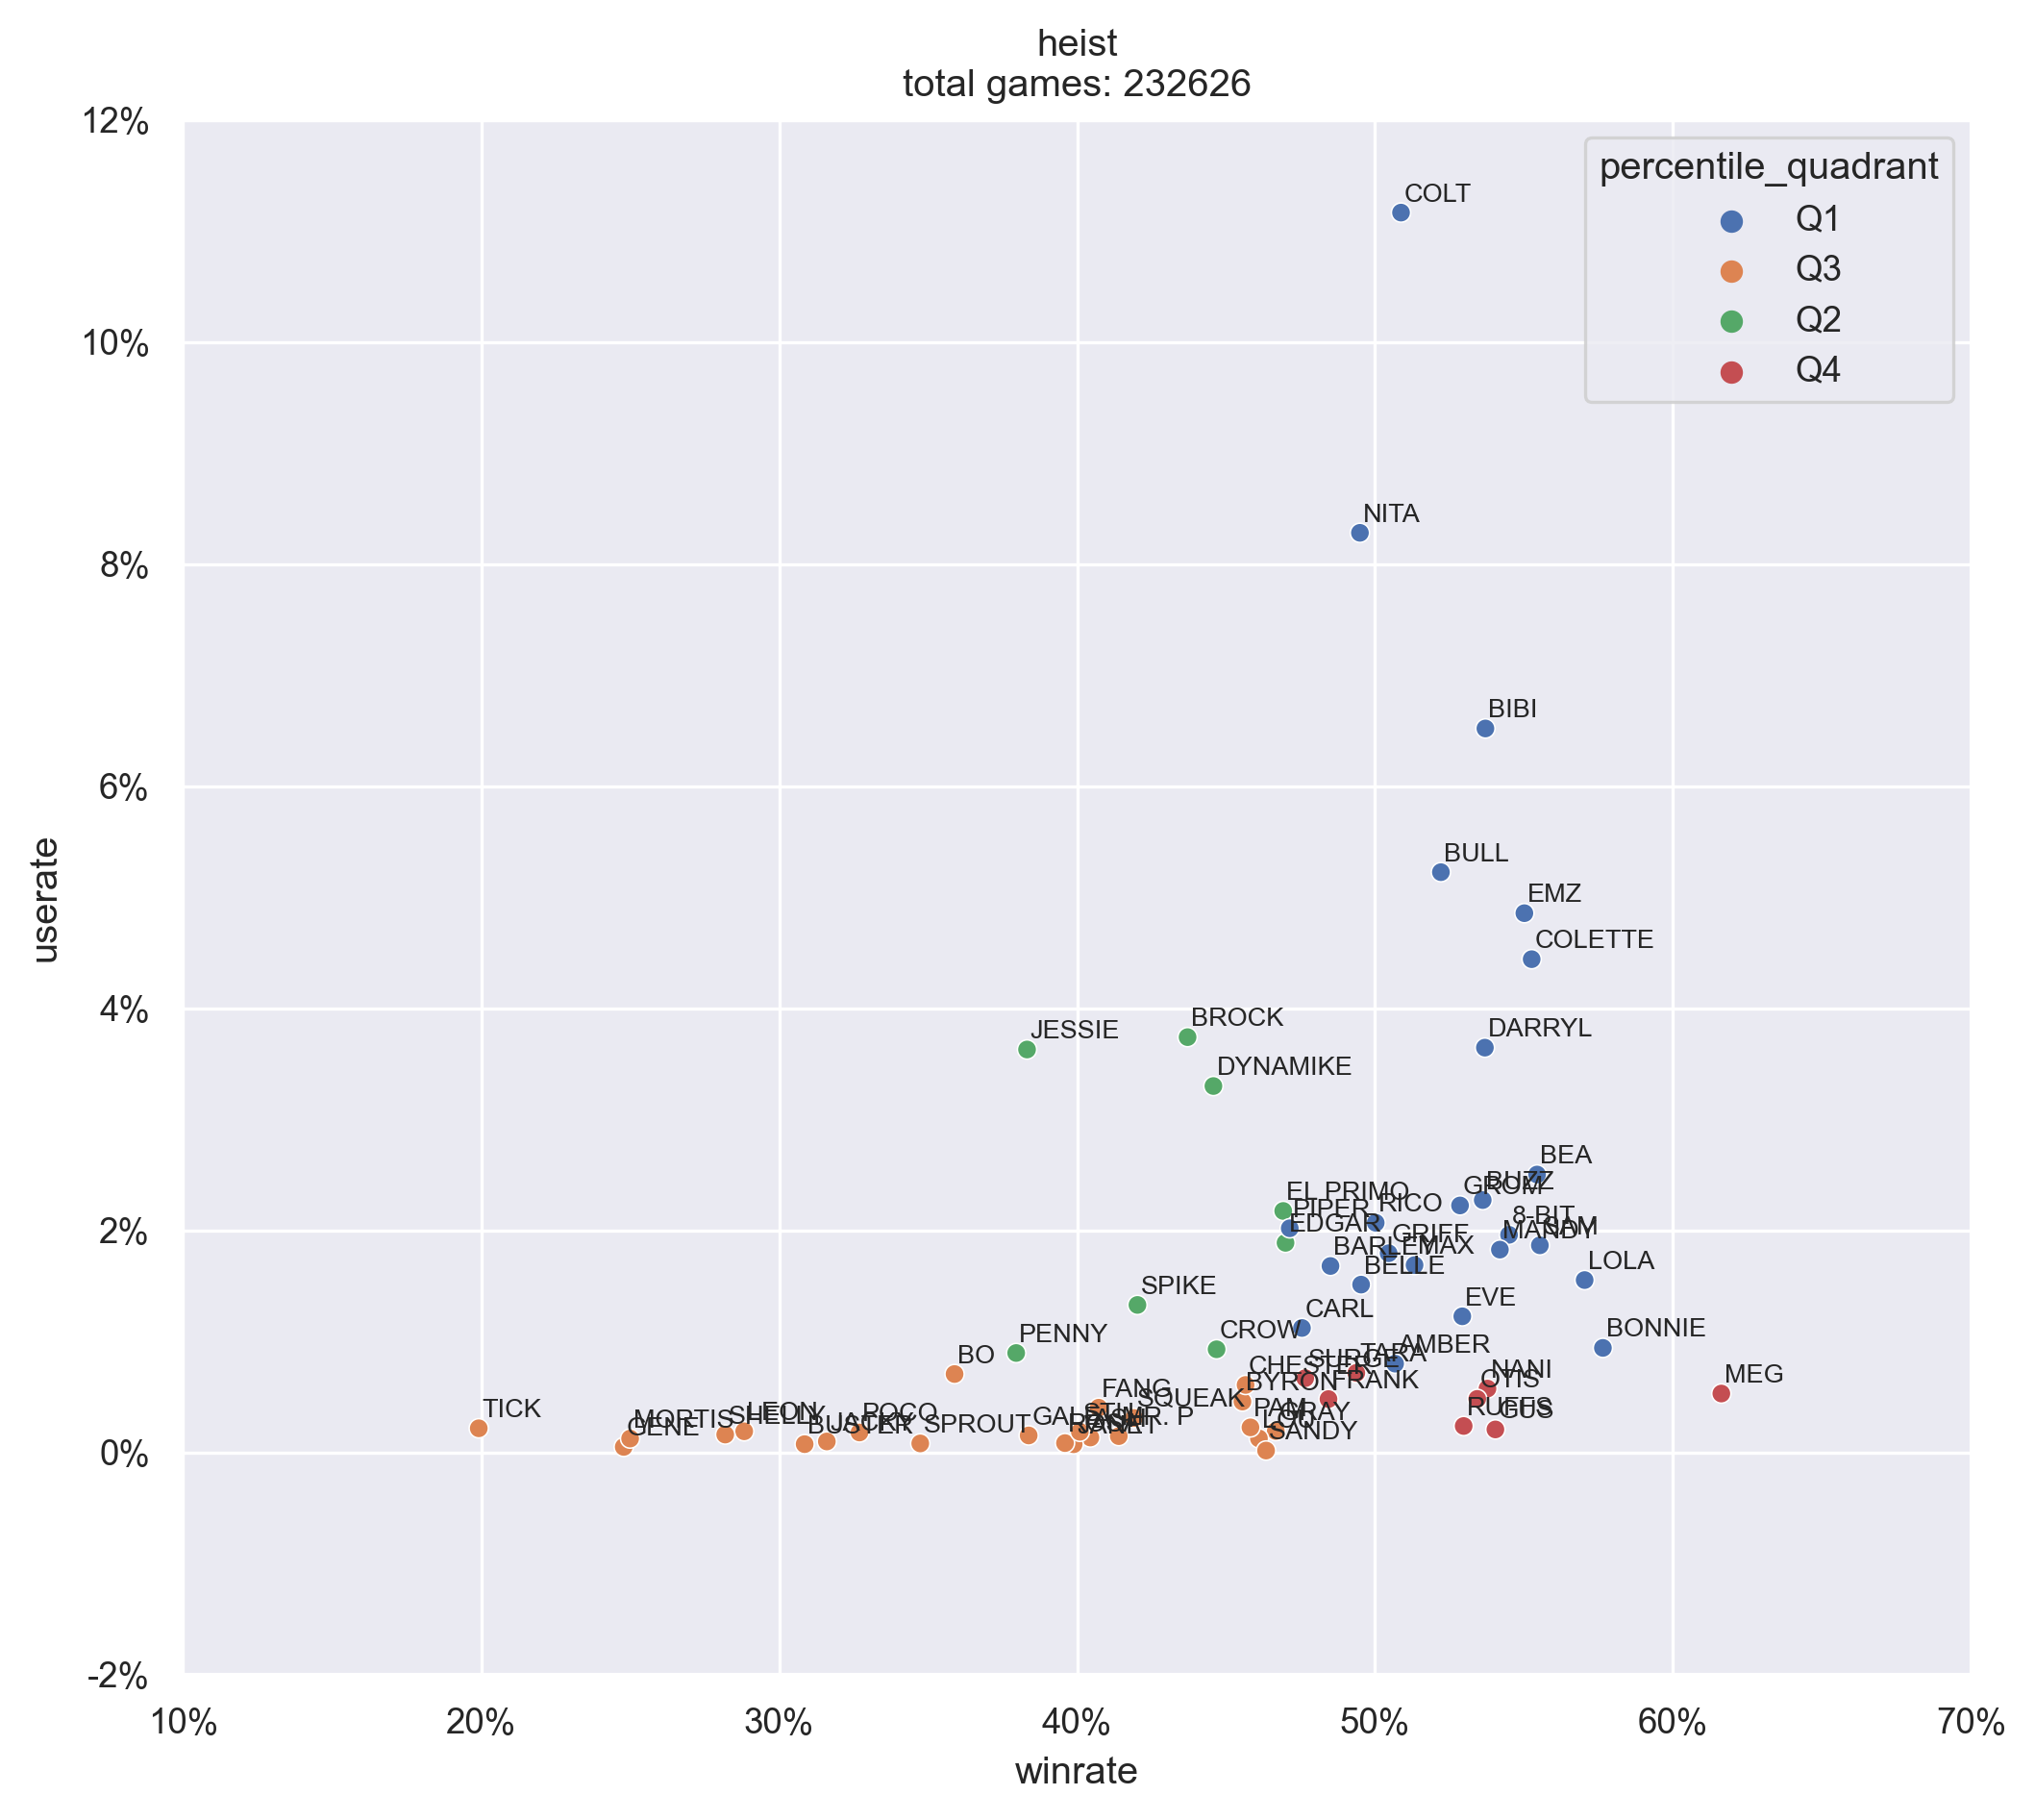 heist
total games: 232626
12%
10%
8%
6%
4%
2%
0%
-2%
userate
percentile_quadrant
Q1
Q3
Q2
Q4
COLT
NITA
BIBI
BULL
EMZ
COLETTE
BROCK
JESSIE
DARRYL
DYNAMIKE
BEA
BUZZ
GROM
EL PRIMO
RICO
PIPER
EDGAR
8-BIT
SAM
MANDY
GRIFF
BARLEY
MAX
BELLE
LOLA
SPIKE
EVE
CARL
BONNIE
CROW
PENNY
AMBER
TARA
SURGE
BO
CHESTER
NANI
MEG
OTIS
FRANK
BYRON
FANG
SQUEAK
TICK
RUFFS
GUS
PAM
GRAY
POCO
LEON
SHELLY
MORTIS
GENE
JACKY
BUSTER
SPROUT
GALE
STU
MR. P
JANET
LOU
SANDY
10%
20%
30%
40%
50%
60%
70%
winrate